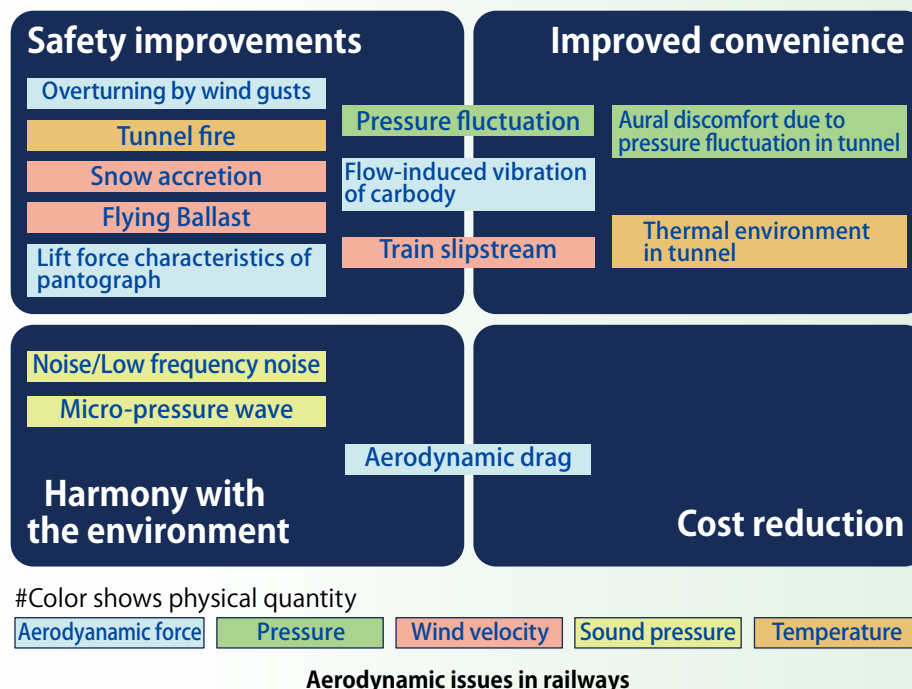 Safety improvements
Overturning by wind gusts
Tunnel fire
Snow accretion
Flying Ballast
Lift force characteristics of
pantograph
Pressure fluctuation
Flow-induced vibration
of carbody
Train slipstream
Improved convenience
Aural discomfort due to
pressure fluctuation in tunnel
Thermal environment
in tunnel
Noise/Low frequency noise
Micro-pressure wave
Harmony with
the environment
Aerodynamic drag
Cost reduction
#Color shows physical quantity
Aerodyanamic force
Pressure
Wind velocity
Sound pressure
Temperature
Aerodynamic issues in railways